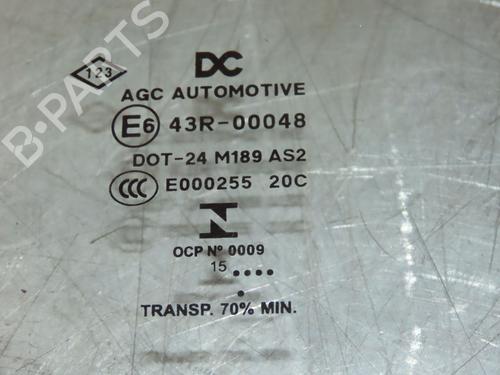 B-PARTS
123 DC
AGC AUTOMOTIVE
E6 43R-00048
DOT-24 M189 AS2
CCC E000255 20C
N
OCP Nº 0009
15....
.
TRANSP. 70% MIN.